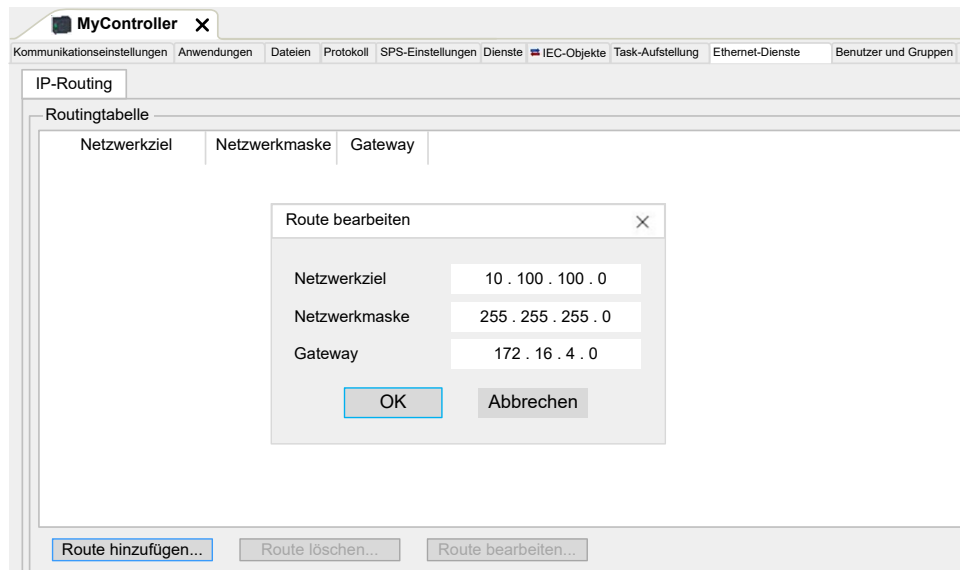 MyController X
Kommunikationseinstellungen Anwendungen Dateien Protokoll SPS-Einstellungen Dienste IEC-Objekte Task-Aufstellung Ethernet-Dienste Benutzer und Gruppen
IP-Routing
Routingtabelle
Netzwerkziel Netzwerkmaske Gateway
Route bearbeiten
Netzwerkziel 10 . 100 . 100 . 0
Netzwerkmaske 255 . 255 . 255 . 0
Gateway 172 . 16 . 4 . 0
OK Abbrechen
Route hinzufügen... Route löschen... Route bearbeiten...